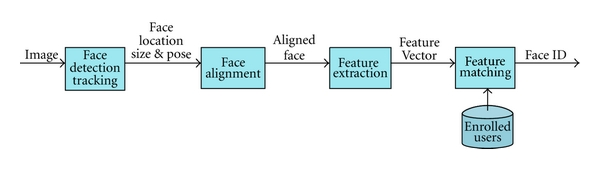 Image
Face
detection
tracking
Face
location
size & pose
Face
alignment
Aligned
face
Feature
extraction
Feature
Vector
Feature
matching
Face ID
Enrolled
users